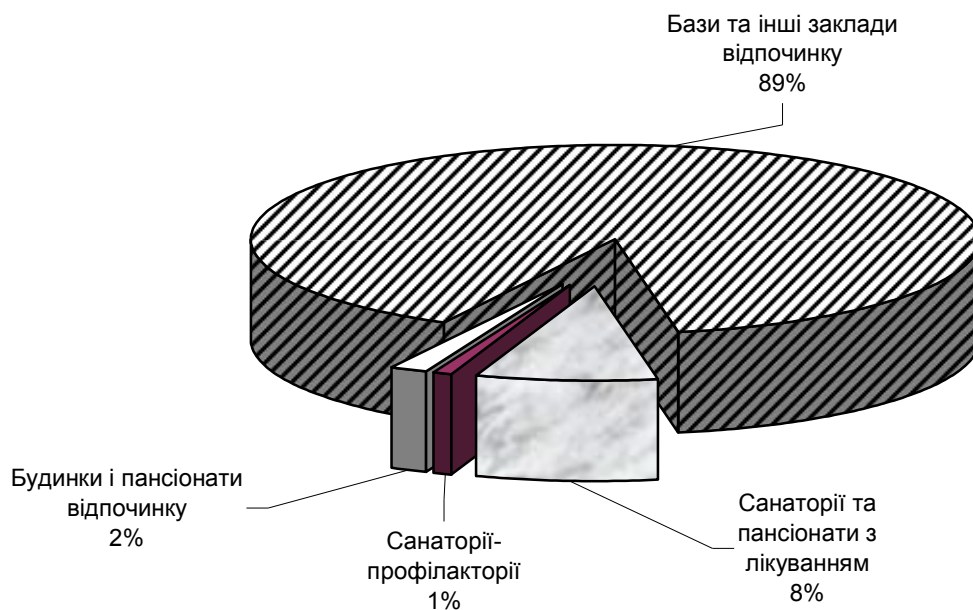 Бази та інші заклади
відпочинку
89%
Будинки і пансіонати
відпочинку
2%
Санаторії-
профілакторії
1%
Санаторії та
пансіонати з
лікуванням
8%